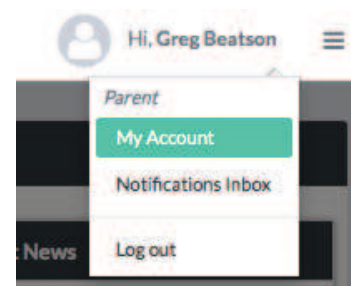 Hi, Greg Beatson
Parent
My Account
Notifications Inbox
News
Log out